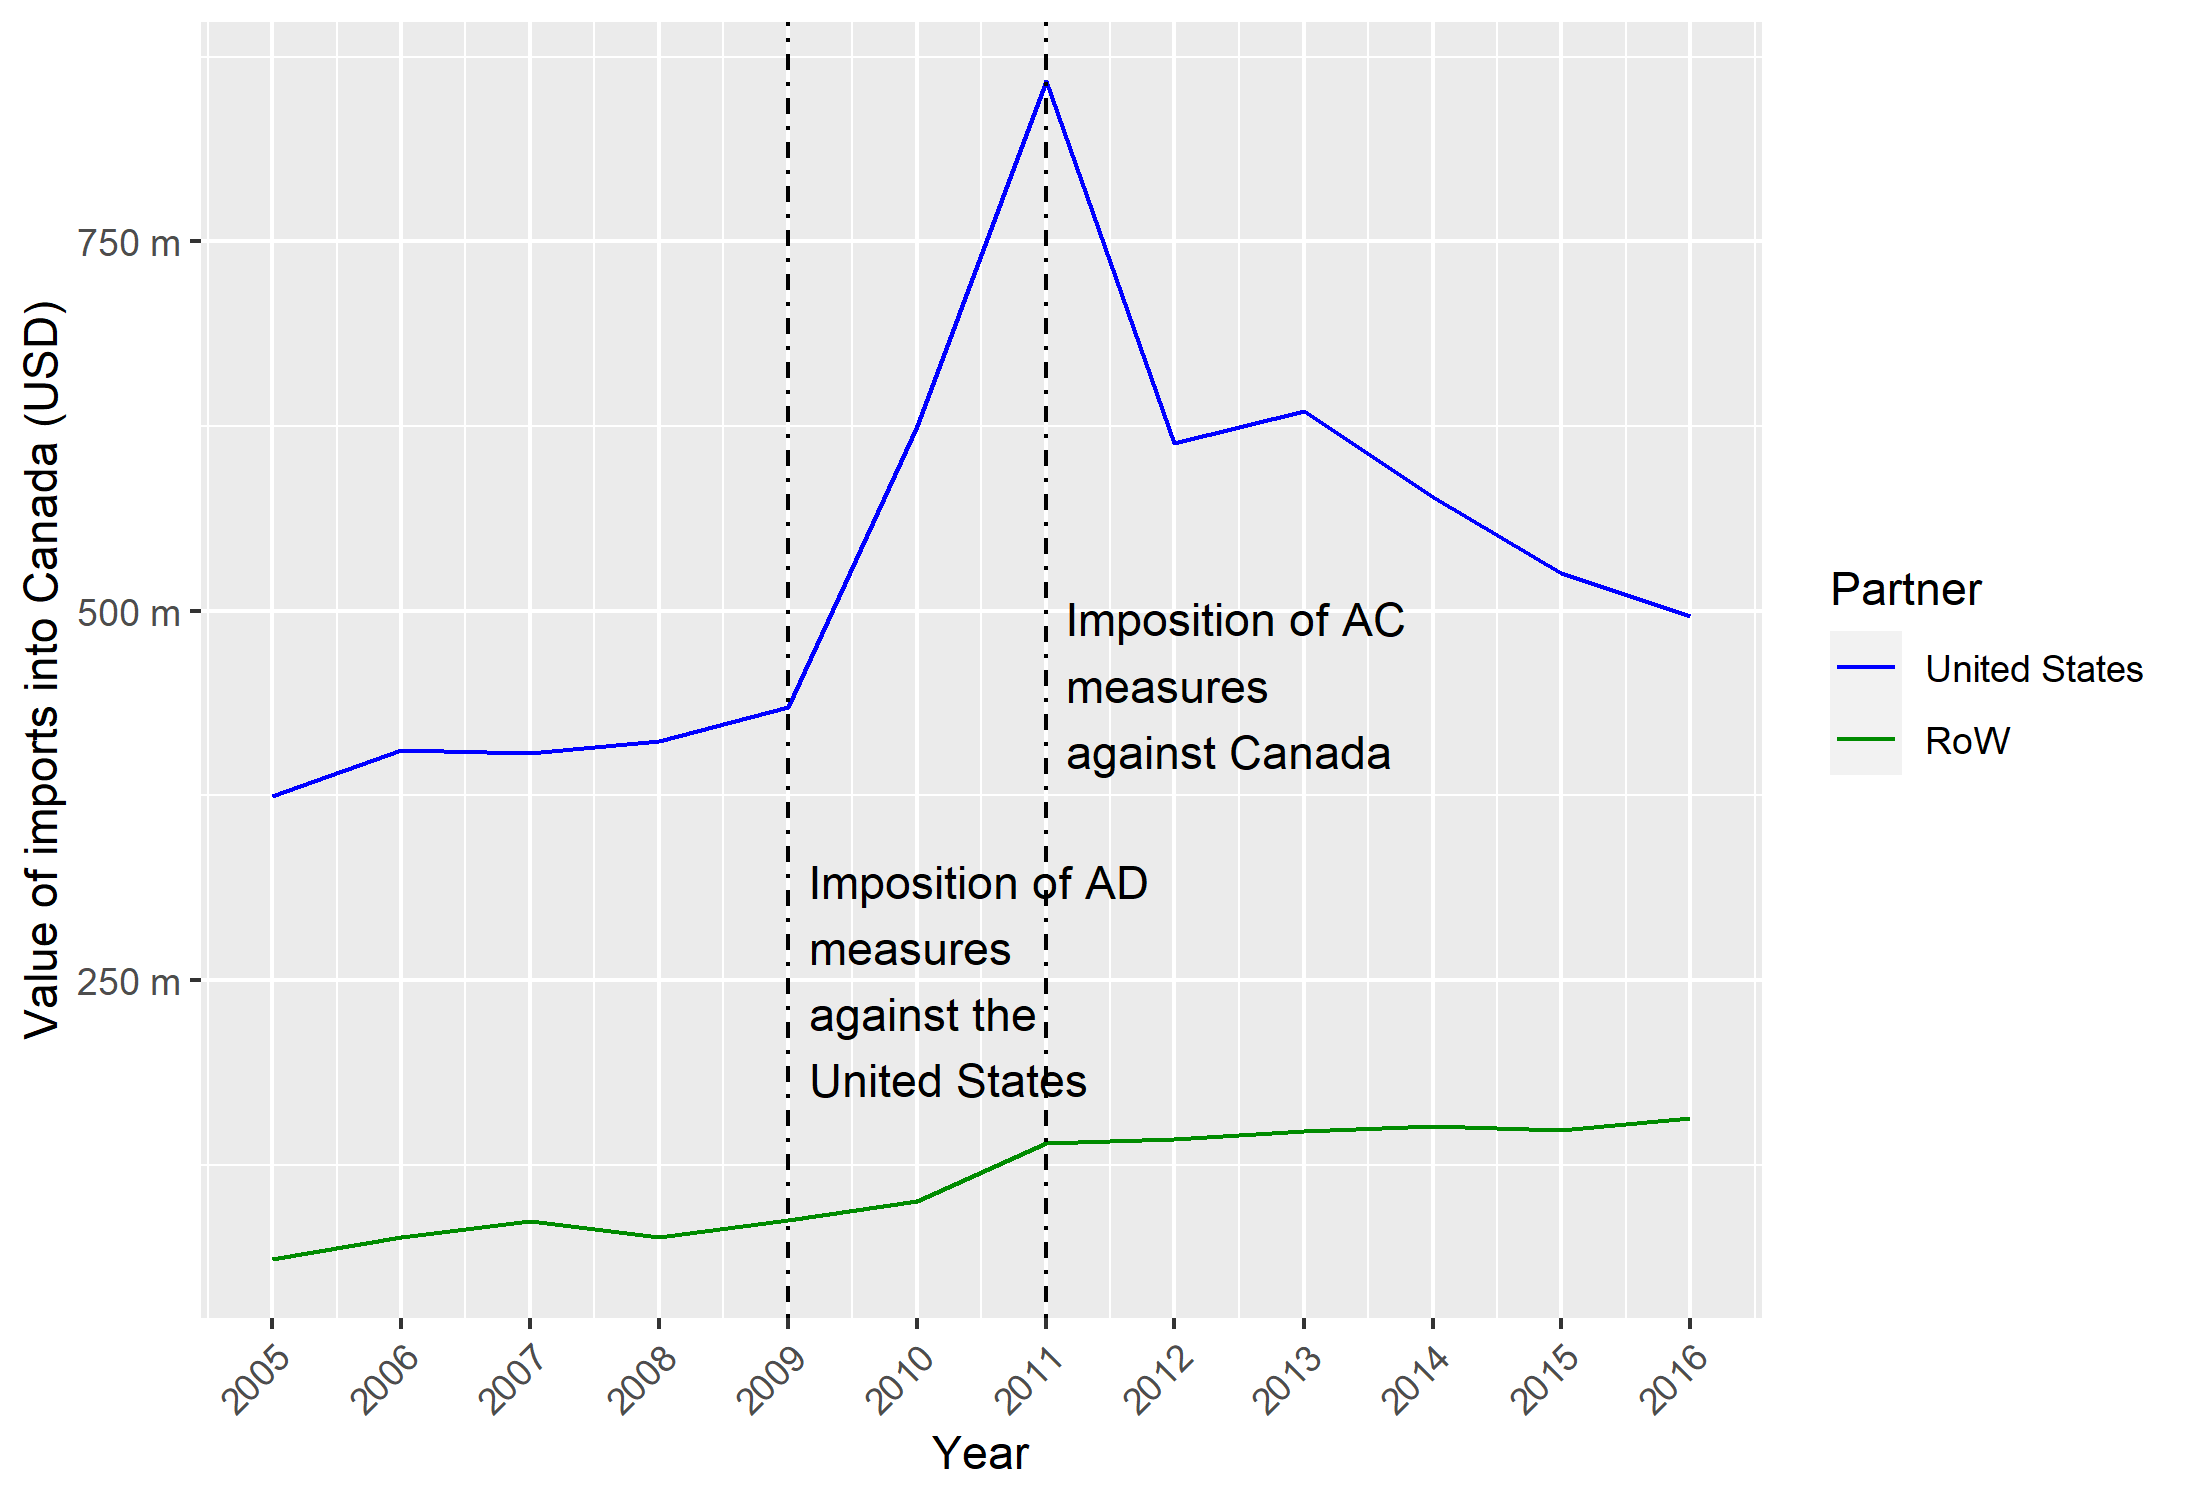 Value of imports into Canada (USD)
750 m
500 m
250 m
Imposition of AC
measures
against Canada
Imposition of AD
measures
against the
United States
2005
2006
2007
2008
2009
2010
2011
2012
2013
2014
2015
2016
Year
Partner
United States
RoW